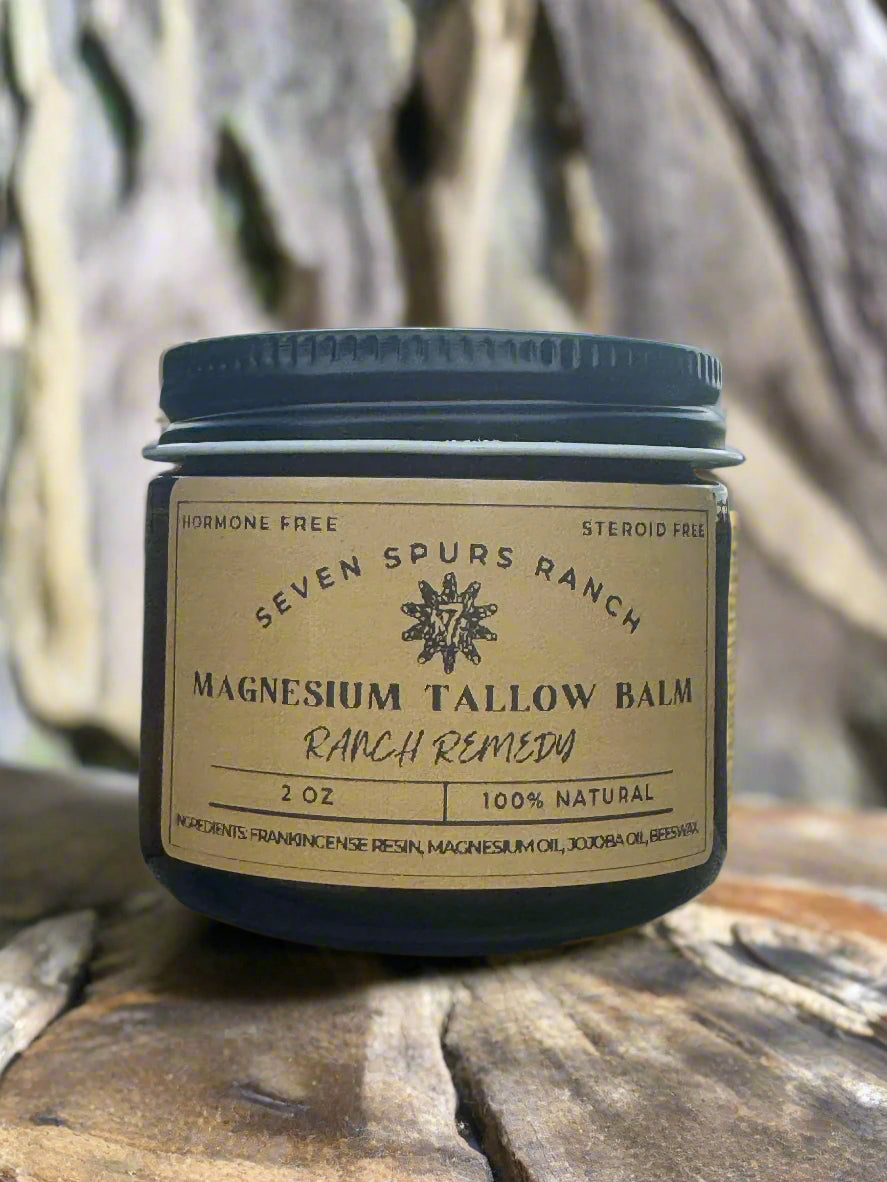 HORMONE FREE
STEROID FREE
SEVEN SPURS RANCH
7
MAGNESIUM TALLOW BALM
RANCH REMEDY
2 OZ
100% NATURAL
INGREDIENTS: FRANKINCENSE RESIN, MAGNESIUM OIL, JOJOBA OIL, BEESWAX